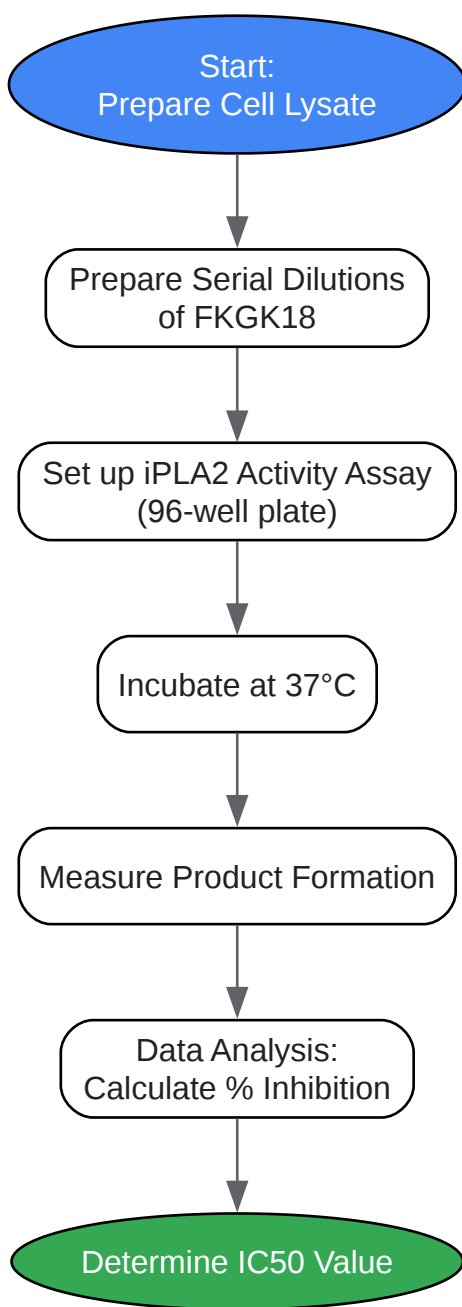 Start:
Prepare Cell Lysate
Prepare Serial Dilutions
of FKGK18
Set up iPLA2 Activity Assay
(96-well plate)
Incubate at 37°C
Measure Product Formation
Data Analysis:
Calculate % Inhibition
Determine IC50 Value